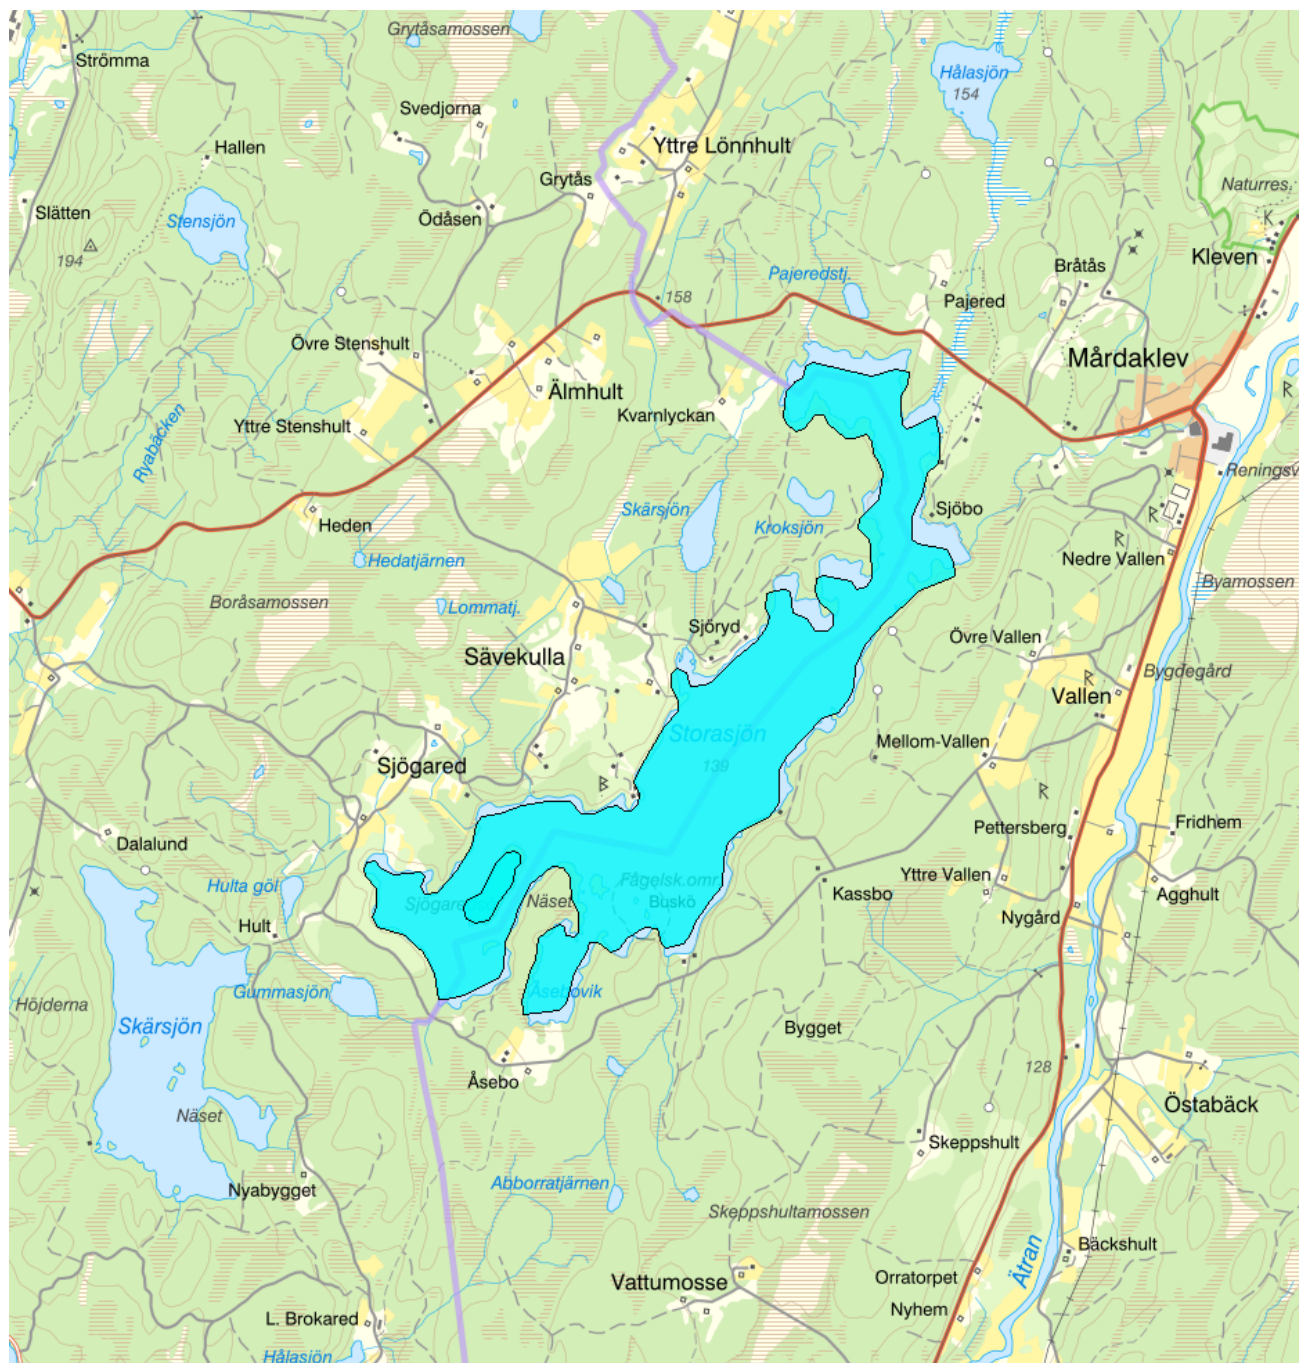 Grytåsamossen
Strömma
Hålasjön
154
Svedjorna
Yttre Lönnhult
Hallen
Grytås
Naturres.
Slätten
Stensjön
Ödåsen
194
Kleven
Bråtås
Pajeredstj.
158
Pajered
Övre Stenshult
Mårdaklev
Älmhult
Kvarnlyckan
Ryabäcken
Yttre Stenshult
Reningsv
Skärsjön
Kroksjön
Sjöbo
Heden
Hedatjärnen
Nedre Vallen
Byamossen
Boråsamossen
Lommatj.
Sjöryd
Övre Vallen
Sävekulla
Bygdegård
Vallen
Storasjön
139
Mellom-Vallen
Sjögared
Pettersberg
Fridhem
Dalalund
Fågelsk.omr
Yttre Vallen
Hulta göl
Näset
Buskö
Kassbo
Agghult
Nygård
Hult
Gummasjön
Åsebovik
Höjderna
Skärsjön
Bygget
128
Åsebo
Näset
Östabäck
Skeppshult
Nyabygget
Abborratjärnen
Skeppshultamossen
Bäckshult
Ätran
Orratorpet
Vattumosse
Nyhem
L. Brokared
Hålasjön